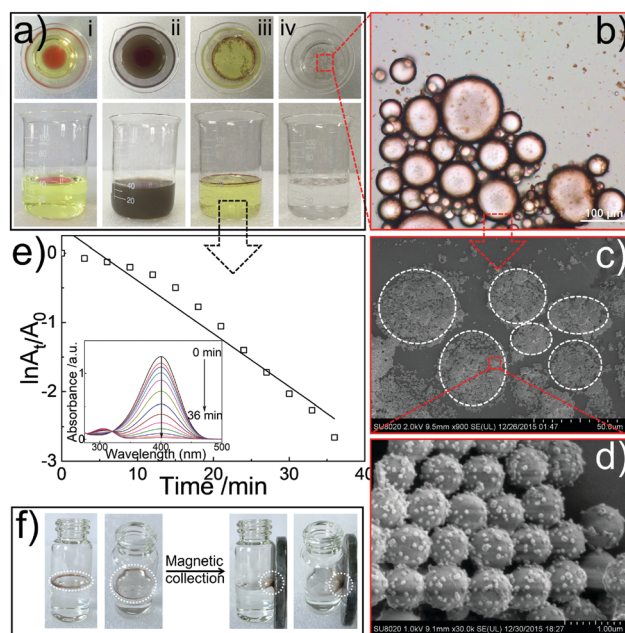 a)
i
ii
iii
iv
40
20
b)
100 μm
e)
lnA_t/A_0
0
-1
-2
-3
0
10
20
30
40
Time /min
Absorbance /a.u.
1
0
0 min
36 min
300
400
500
Wavelength (nm)
c)
SU8020 2.0kV 9.5mm x900 SE(UL) 12/26/2015 01:47
50.0um
d)
SU8020 1.0kV 9.1mm x30.0k SE(UL) 12/30/2015 18:27
1.00um
f)
Magnetic
collection